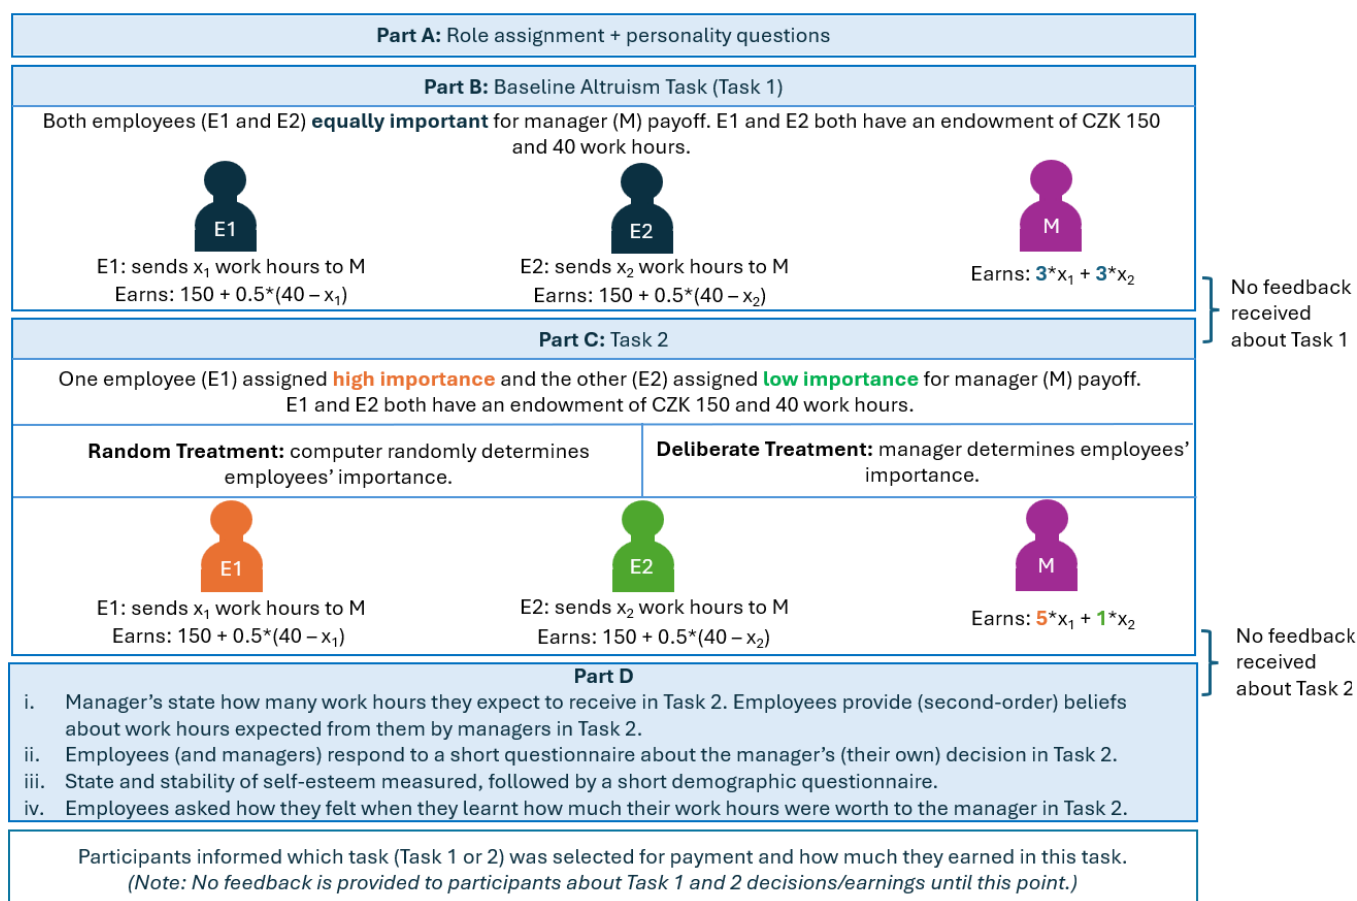 Part A: Role assignment + personality questions
Part B: Baseline Altruism Task (Task 1)
Both employees (E1 and E2) equally important for manager (M) payoff. E1 and E2 both have an endowment of CZK 150
and 40 work hours.
E1
E2
M
E1: sends x₁ work hours to M
Earns: 150 + 0.5*(40 – x₁)
E2: sends x₂ work hours to M
Earns: 150 + 0.5*(40 – x₂)
Earns: 3*x₁ + 3*x₂
No feedback
received
about Task 1
Part C: Task 2
One employee (E1) assigned high importance and the other (E2) assigned low importance for manager (M) payoff.
E1 and E2 both have an endowment of CZK 150 and 40 work hours.
Random Treatment: computer randomly determines
employees’ importance.
Deliberate Treatment: manager determines employees’
importance.
E1
E2
M
E1: sends x₁ work hours to M
Earns: 150 + 0.5*(40 – x₁)
E2: sends x₂ work hours to M
Earns: 150 + 0.5*(40 – x₂)
Earns: 5*x₁ + 1*x₂
No feedback
received
about Task 2
Part D
i. Manager’s state how many work hours they expect to receive in Task 2. Employees provide (second-order) beliefs
about work hours expected from them by managers in Task 2.
ii. Employees (and managers) respond to a short questionnaire about the manager’s (their own) decision in Task 2.
iii. State and stability of self-esteem measured, followed by a short demographic questionnaire.
iv. Employees asked how they felt when they learnt how much their work hours were worth to the manager in Task 2.
Participants informed which task (Task 1 or 2) was selected for payment and how much they earned in this task.
(Note: No feedback is provided to participants about Task 1 and 2 decisions/earnings until this point.)